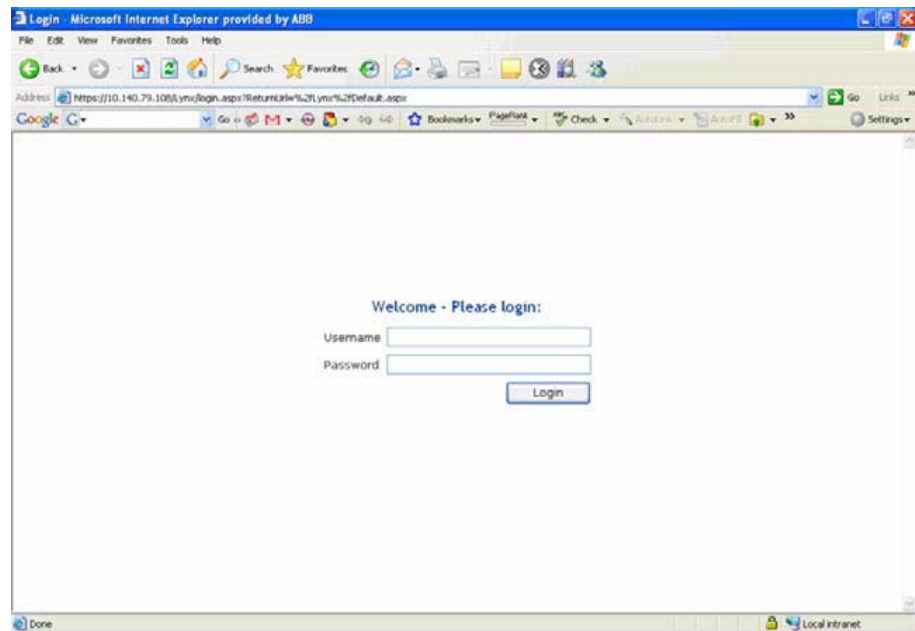 Login - Microsoft Internet Explorer provided by ABB
File Edit View Favorites Tools Help
Back Search Favorites
Address https://10.140.79.108/Lynx/login.aspx?ReturnUrl=%2fLynx%2fDefault.aspx Go Links »
Google G Go Bookmarks PageRank ABC Check AutoLink AutoFill » Settings
Welcome - Please login:
Username
Password
Login
Done Local intranet